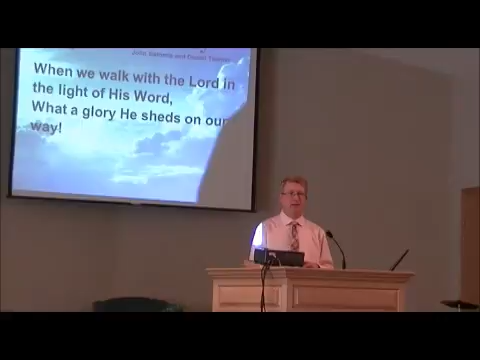 When we walk with the Lord in
the light of His Word,
What a glory He sheds on our
way!